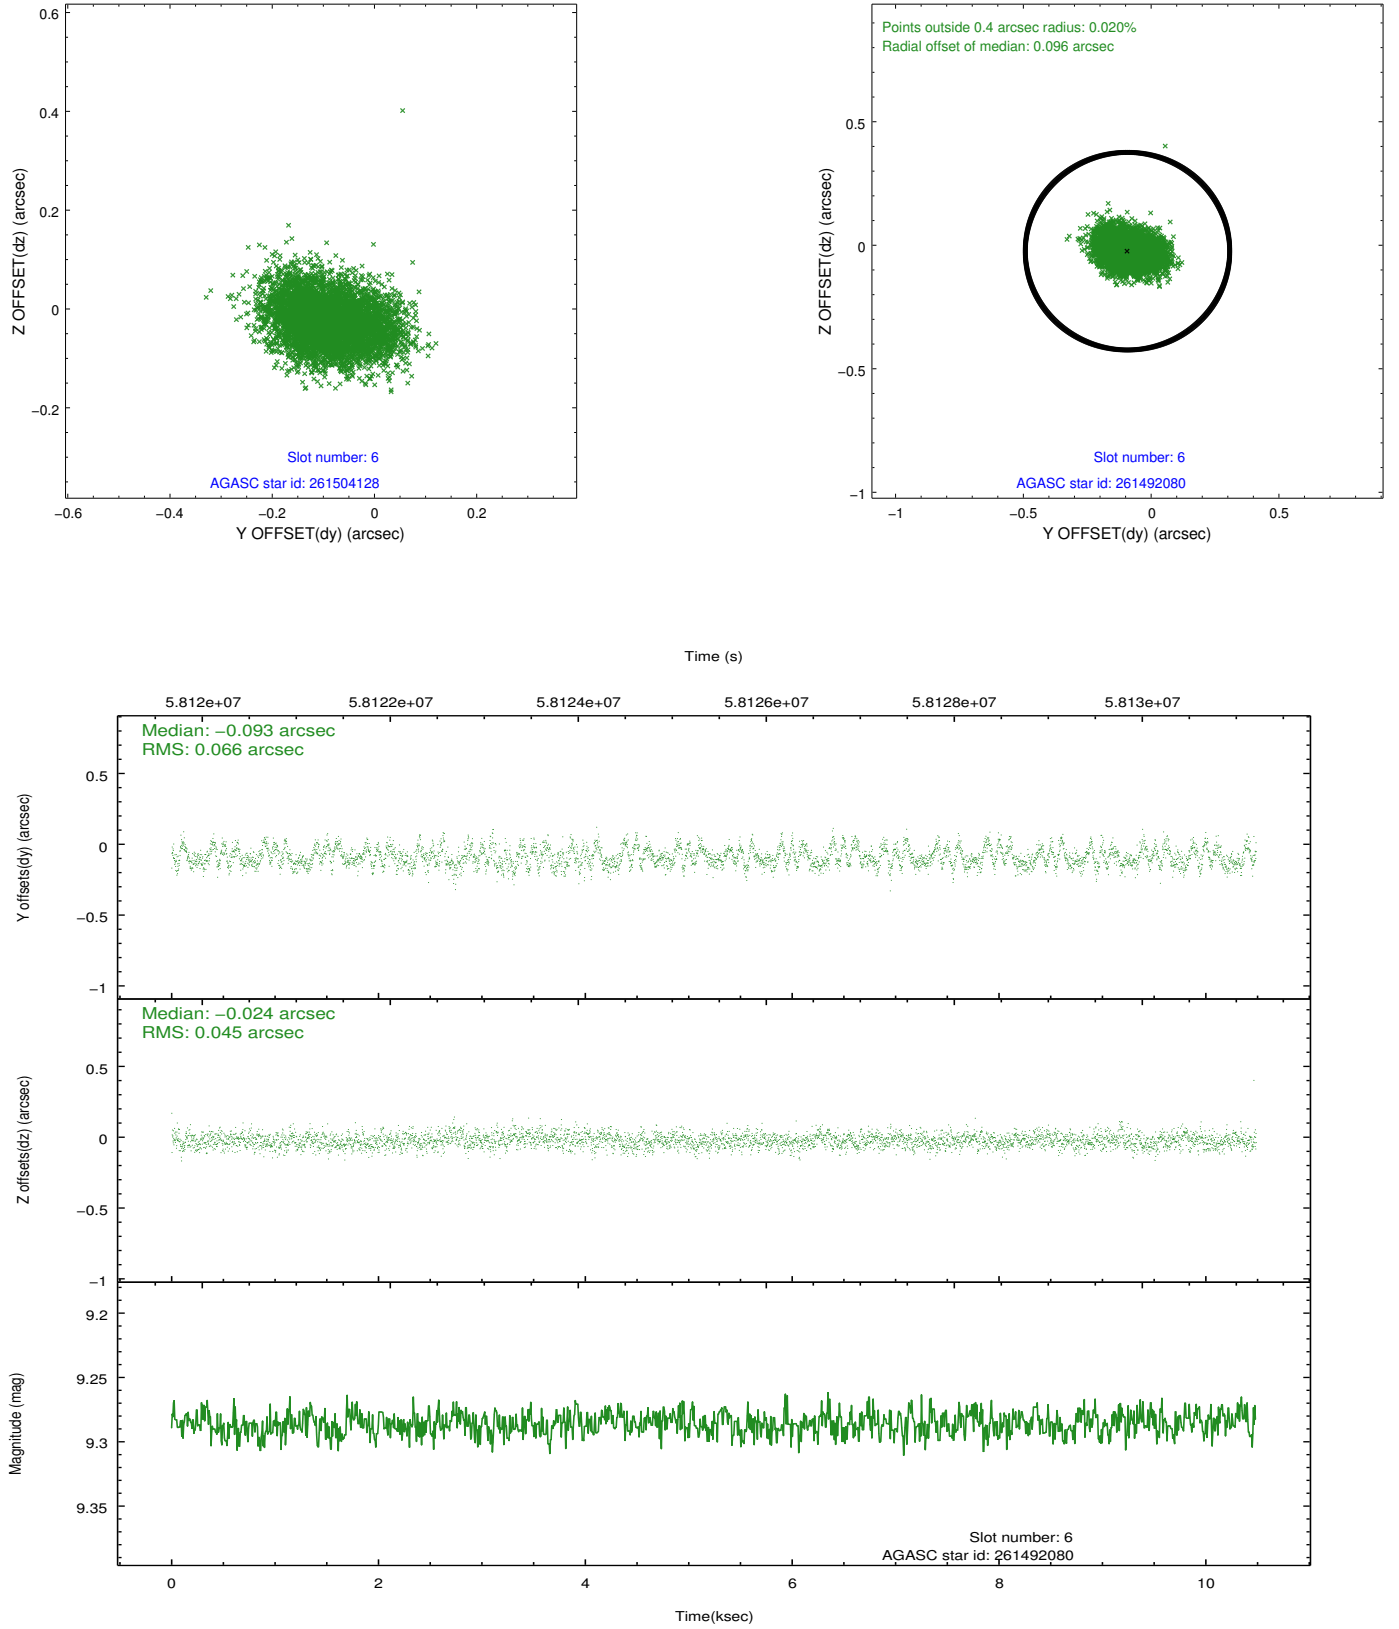 0.6
0.4
0.2
0
−0.2
Z OFFSET(dz) (arcsec)
Slot number: 6
AGASC star id: 261504128
−0.6
−0.4
−0.2
0
0.2
Y OFFSET(dy) (arcsec)
Points outside 0.4 arcsec radius: 0.020%
Radial offset of median: 0.096 arcsec
0.5
0
−0.5
−1
Z OFFSET(dz) (arcsec)
Slot number: 6
AGASC star id: 261492080
−1
−0.5
0
0.5
Y OFFSET(dy) (arcsec)
Time (s)
5.812e+07
5.8122e+07
5.8124e+07
5.8126e+07
5.8128e+07
5.813e+07
Median: −0.093 arcsec
RMS: 0.066 arcsec
0.5
0
−0.5
−1
Y offsets(dy) (arcsec)
Median: −0.024 arcsec
RMS: 0.045 arcsec
0.5
0
−0.5
−1
Z offsets(dz) (arcsec)
9.2
9.25
9.3
9.35
Magnitude (mag)
Slot number: 6
AGASC star id: 261492080
0
2
4
6
8
10
Time(ksec)